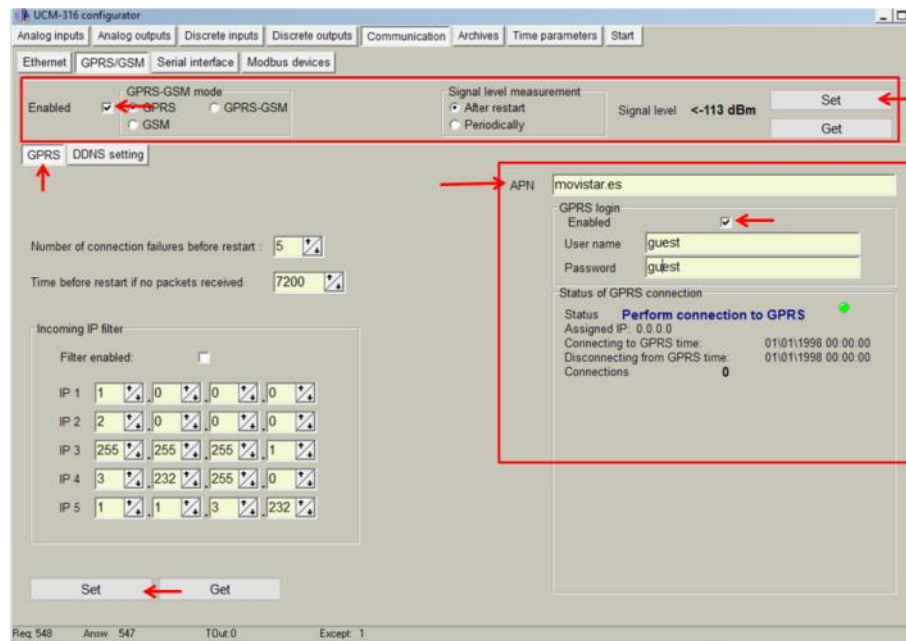 UCM-316 configurator
Analog inputs Analog outputs Discrete inputs Discrete outputs Communication Archives Time parameters Start
Ethernet GPRS/GSM Serial interface Modbus devices
GPRS-GSM mode Signal level measurement
Enabled GPRS GPRS-GSM After restart Signal level <-113 dBm Set
GSM Periodically Get
GPRS DDNS setting
APN movistar.es
GPRS login
Enabled
Number of connection failures before restart : 5 User name guest
Time before restart if no packets received 7200 Password guest
Status of GPRS connection
Status Perform connection to GPRS
Assigned IP: 0.0.0.0
Incoming IP filter Connecting to GPRS time: 01\01\1998 00:00:00
Disconnecting from GPRS time: 01\01\1998 00:00:00
Filter enabled: Connections 0
IP 1 1 .0 .0 .0
IP 2 2 .0 .0 .0
IP 3 255 .255 .255 .1
IP 4 3 .232 .255 .0
IP 5 1 .1 .3 .232
Set Get
Req: 548 Answ 547 TOut:0 Except: 1